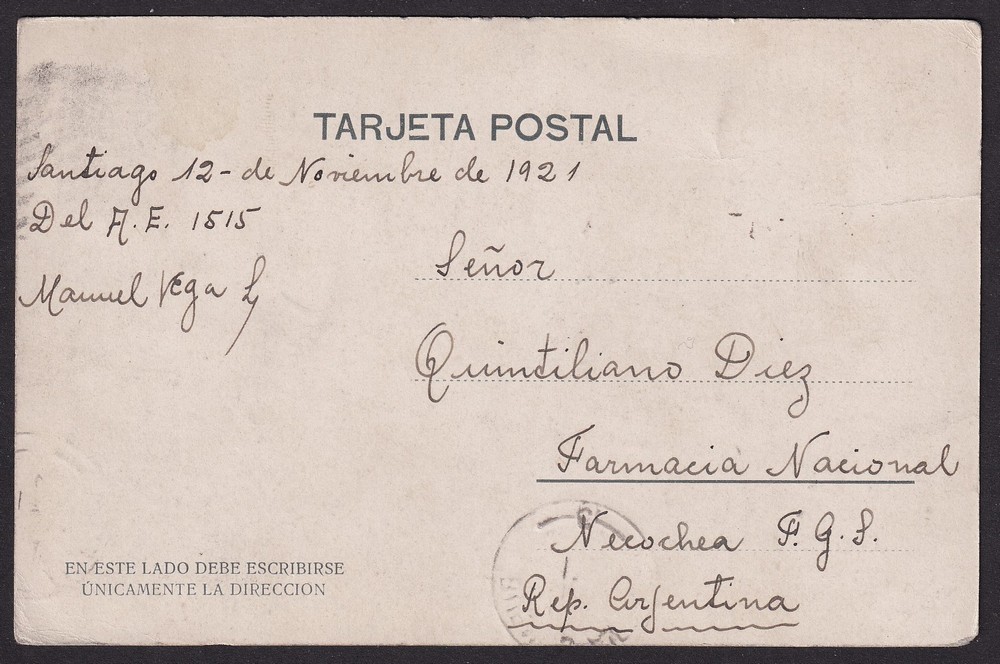 TARJETA POSTAL
Santiago 12-de Noviembre de 1921
Del A.E. 1515
Manuel Vega L
Señor
Quintiliano Diez
Farmacia Nacional
Necochea F.G.S.
Rep. Argentina
EN ESTE LADO DEBE ESCRIBIRSE
ÚNICAMENTE LA DIRECCION